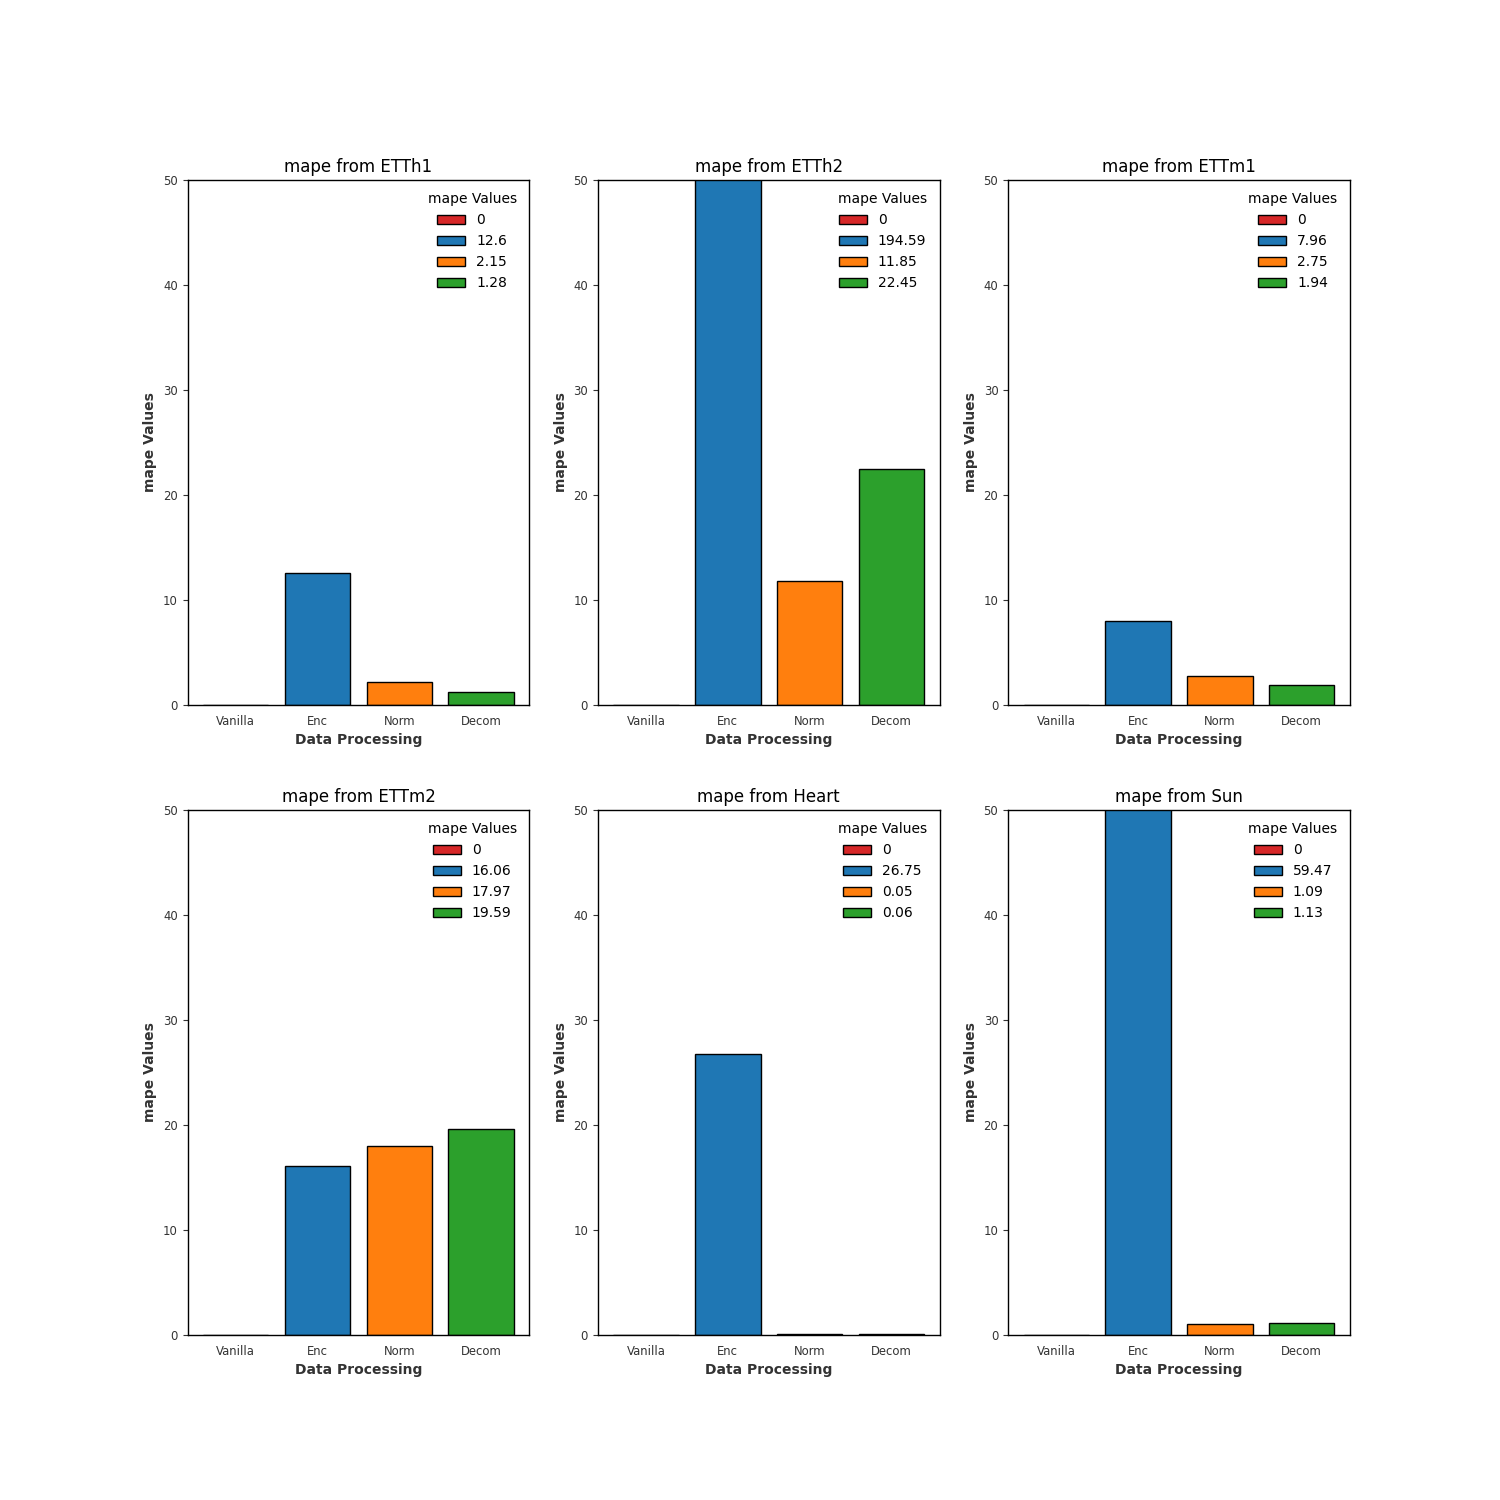 mape from ETTh1
50
40
30
20
10
0
mape Values
mape Values
0
12.6
2.15
1.28
Vanilla Enc Norm Decom
Data Processing
mape from ETTh2
50
40
30
20
10
0
mape Values
mape Values
0
194.59
11.85
22.45
Vanilla Enc Norm Decom
Data Processing
mape from ETTm1
50
40
30
20
10
0
mape Values
mape Values
0
7.96
2.75
1.94
Vanilla Enc Norm Decom
Data Processing
mape from ETTm2
50
40
30
20
10
0
mape Values
mape Values
0
16.06
17.97
19.59
Vanilla Enc Norm Decom
Data Processing
mape from Heart
50
40
30
20
10
0
mape Values
mape Values
0
26.75
0.05
0.06
Vanilla Enc Norm Decom
Data Processing
mape from Sun
50
40
30
20
10
0
mape Values
mape Values
0
59.47
1.09
1.13
Vanilla Enc Norm Decom
Data Processing